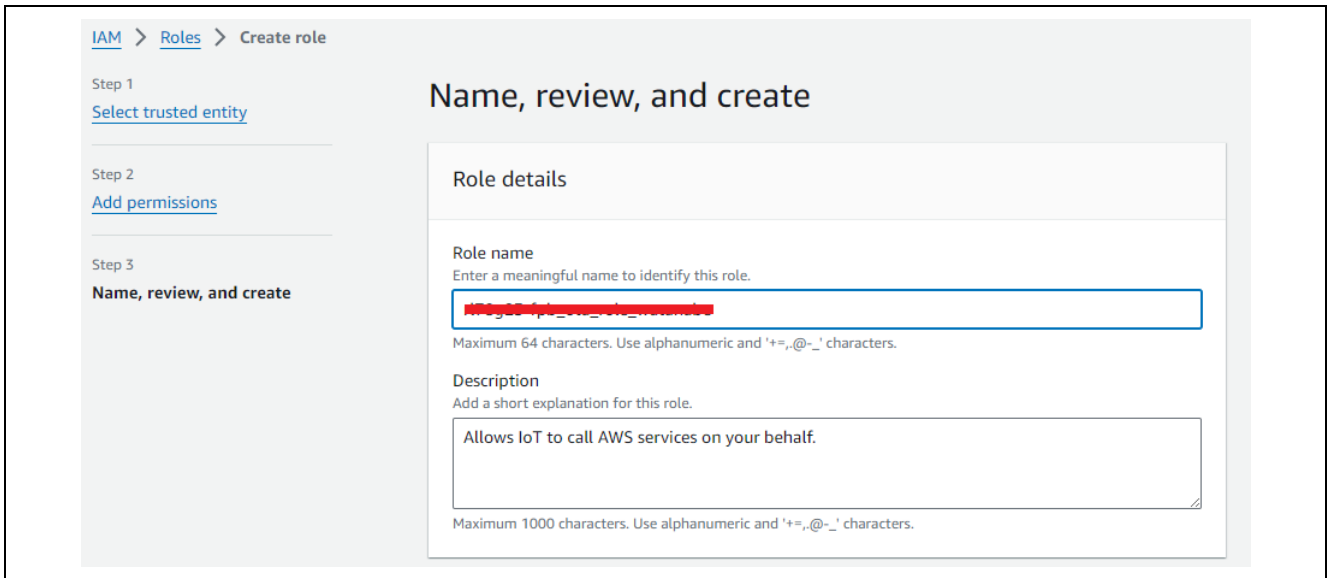 IAM > Roles > Create role
Step 1
Select trusted entity
Step 2
Add permissions
Step 3
Name, review, and create
Name, review, and create
Role details
Role name
Enter a meaningful name to identify this role.
Maximum 64 characters. Use alphanumeric and '+=,.@-_' characters.
Description
Add a short explanation for this role.
Allows IoT to call AWS services on your behalf.
Maximum 1000 characters. Use alphanumeric and '+=,.@-_' characters.